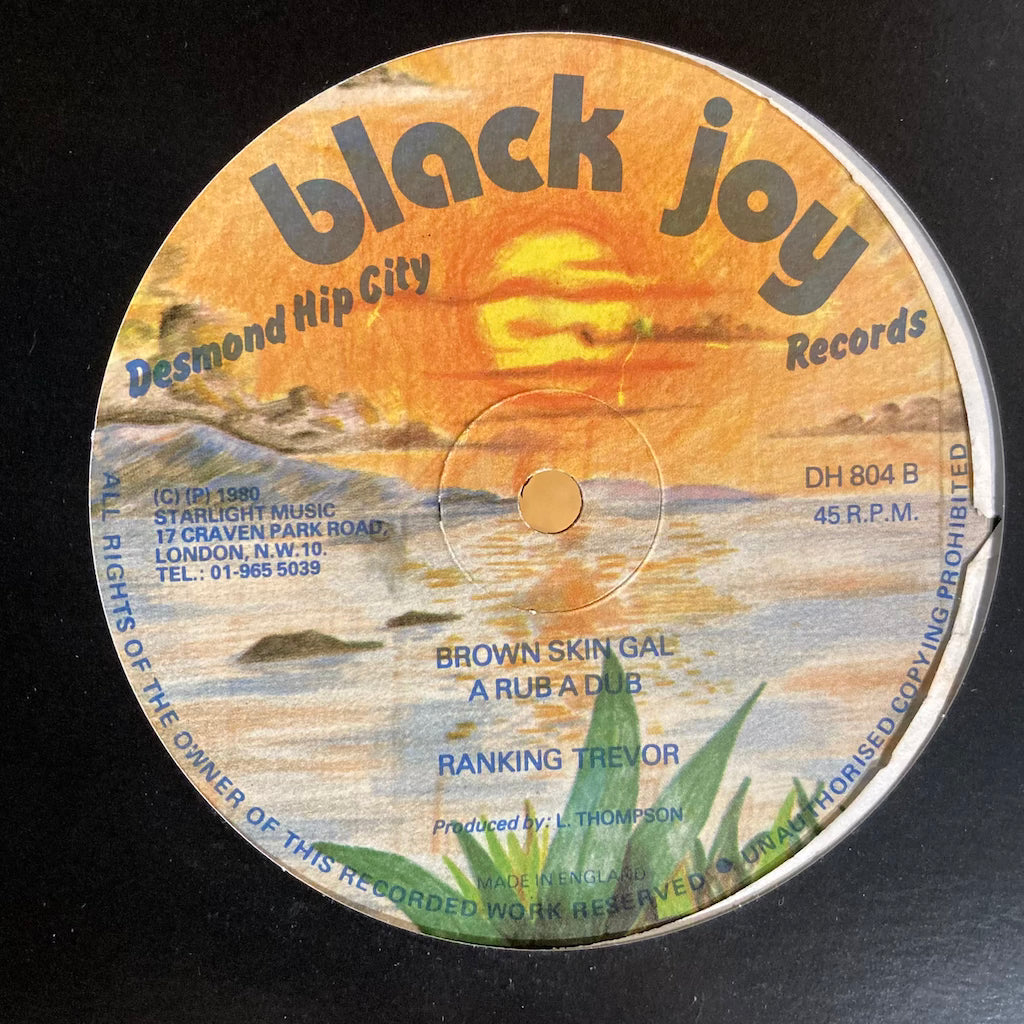 black joy
Desmond Hip City
Records
(C) (P) 1980
STARLIGHT MUSIC
17 CRAVEN PARK ROAD,
LONDON, N.W.10.
TEL.: 01-965 5039
DH 804 B
45 R.P.M.
BROWN SKIN GAL
A RUB A DUB
RANKING TREVOR
Produced by: L. THOMPSON
MADE IN ENGLAND
ALL RIGHTS OF THE OWNER OF THIS RECORDED WORK RESERVED ● UNAUTHORISED COPYING PROHIBITED